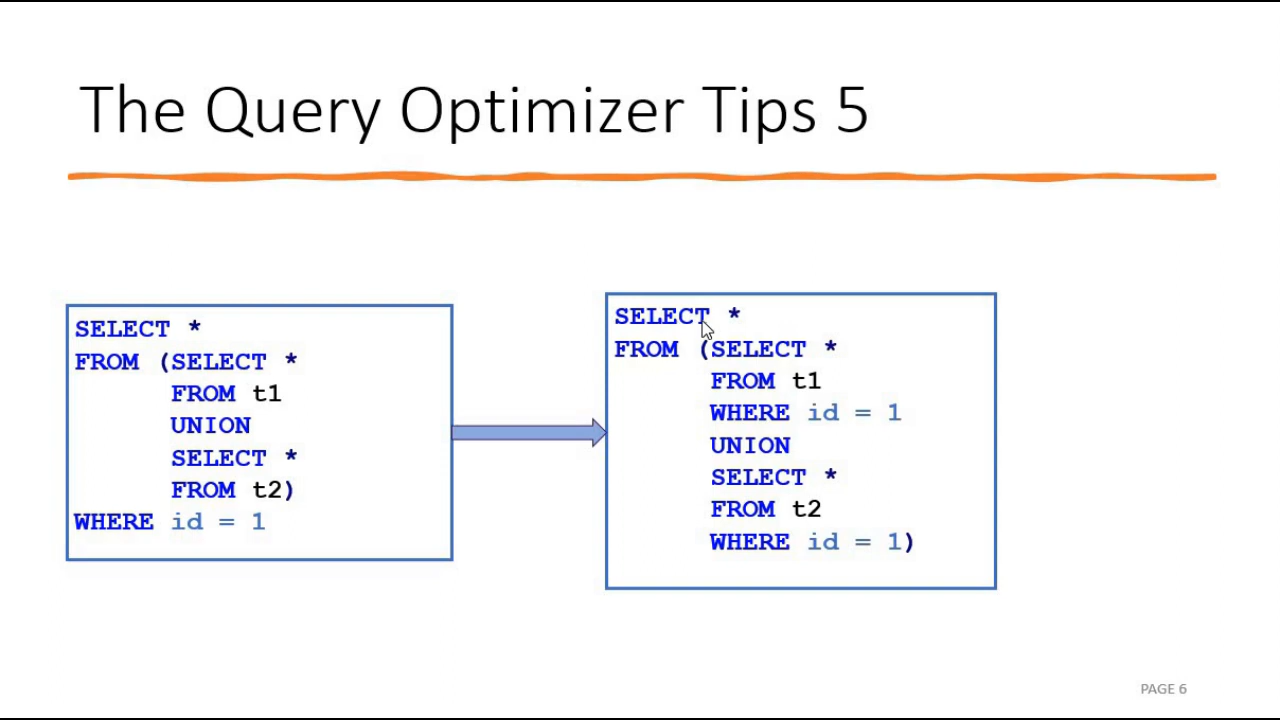 The Query Optimizer Tips 5
SELECT *
FROM (SELECT *
FROM t1
UNION
SELECT *
FROM t2)
WHERE id = 1
SELECT *
FROM (SELECT *
FROM t1
WHERE id = 1
UNION
SELECT *
FROM t2
WHERE id = 1)
PAGE 6